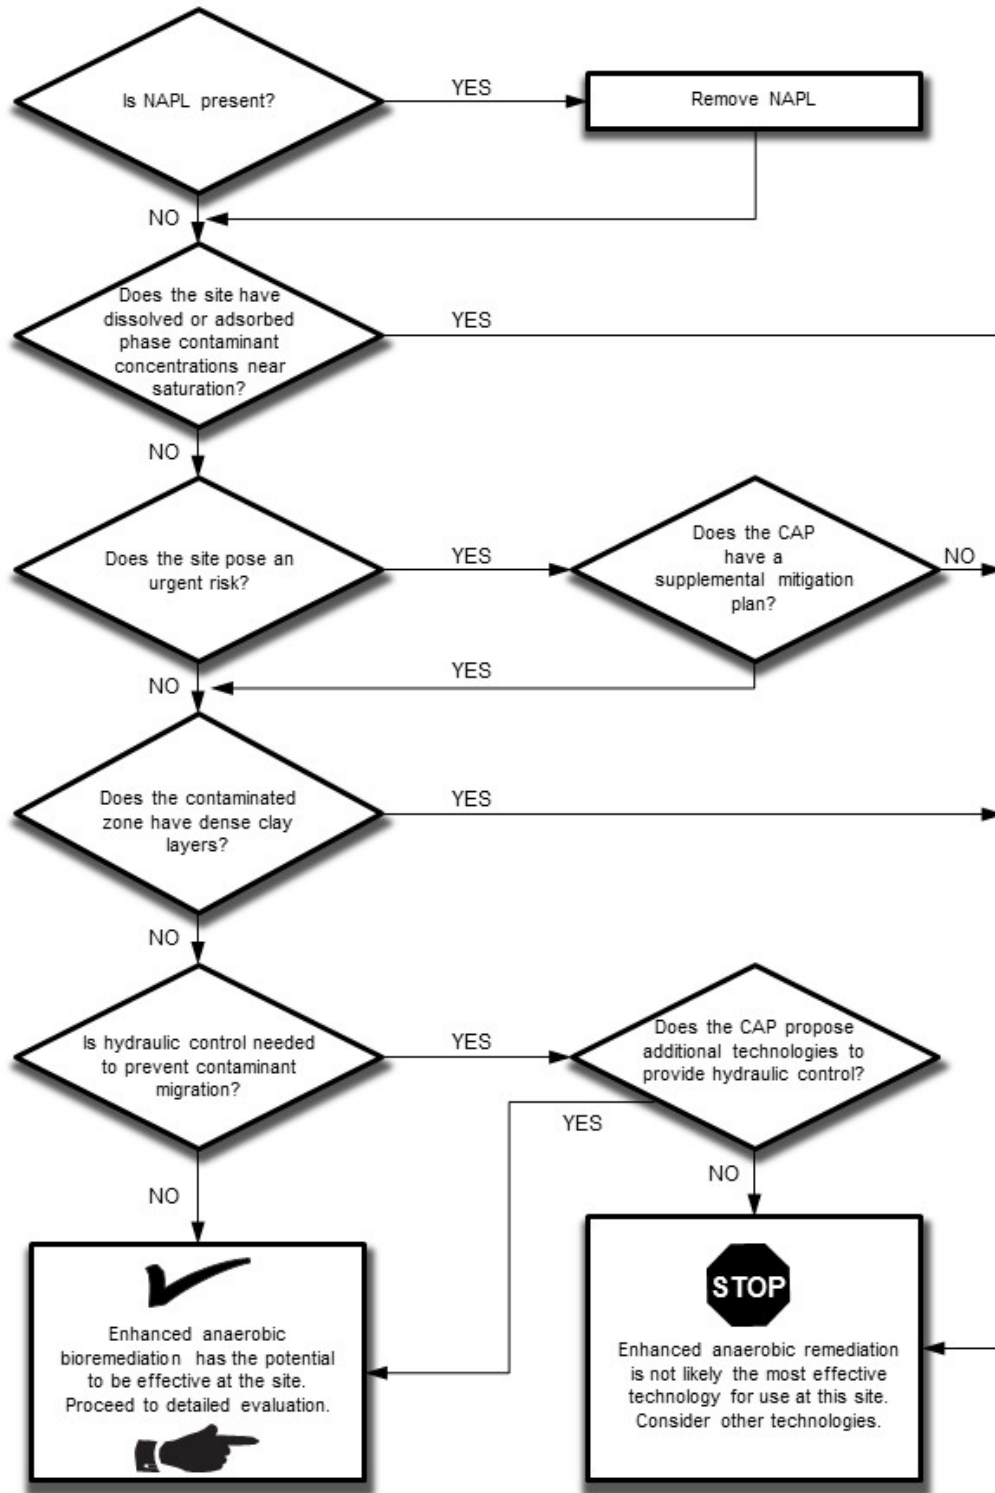 Is NAPL present?
YES
Remove NAPL
NO
Does the site have
dissolved or adsorbed
phase contaminant
concentrations near
saturation?
YES
NO
Does the site pose an
urgent risk?
YES
Does the CAP
have a
supplemental mitigation
plan?
NO
YES
NO
Does the contaminated
zone have dense clay
layers?
YES
NO
Is hydraulic control needed
to prevent contaminant
migration?
YES
Does the CAP propose
additional technologies to
provide hydraulic control?
YES
NO
NO
Enhanced anaerobic
bioremediation has the potential
to be effective at the site.
Proceed to detailed evaluation.
STOP
Enhanced anaerobic remediation
is not likely the most effective
technology for use at this site.
Consider other technologies.